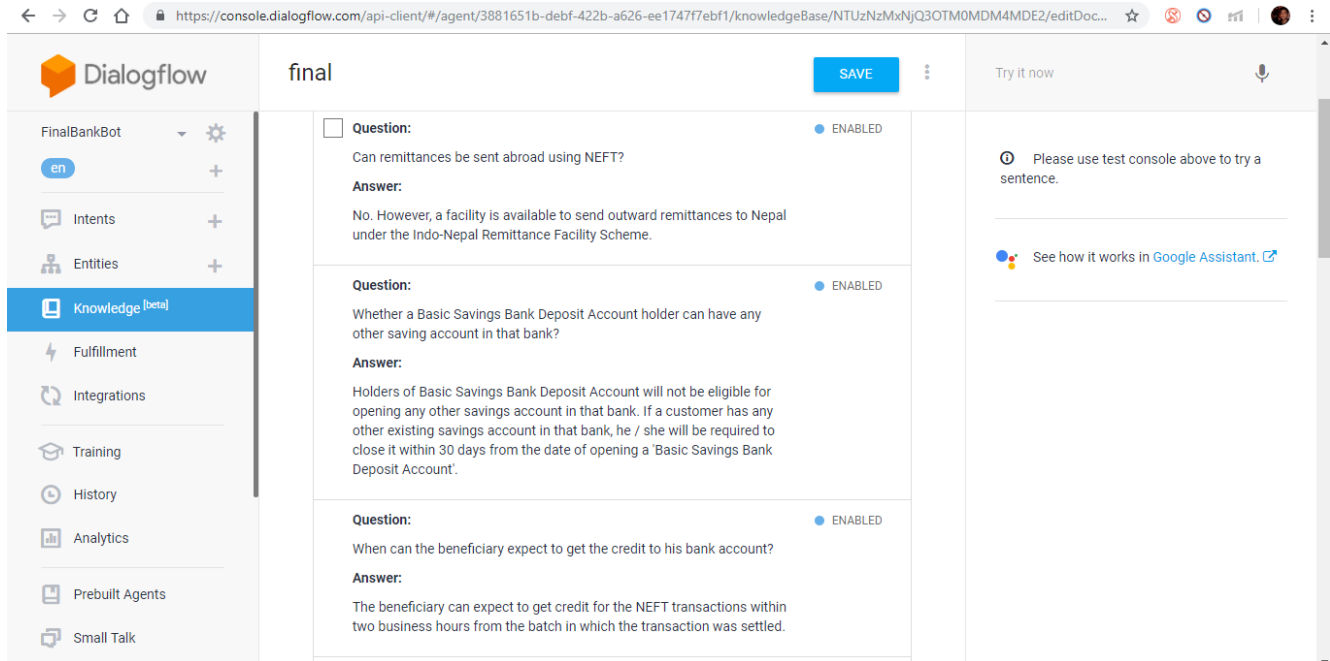 https://console.dialogflow.com/api-client/#/agent/3881651b-debf-422b-a626-ee1747f7ebf1/knowledgeBase/NTUzNzMxNjQ3OTM0MDM4MDE2/editDoc...
Dialogflow
final
SAVE
Try it now
FinalBankBot
en
Intents
Entities
Knowledge [beta]
Fulfillment
Integrations
Training
History
Analytics
Prebuilt Agents
Small Talk
Question:
ENABLED
Can remittances be sent abroad using NEFT?
Answer:
No. However, a facility is available to send outward remittances to Nepal
under the Indo-Nepal Remittance Facility Scheme.
Question:
ENABLED
Whether a Basic Savings Bank Deposit Account holder can have any
other saving account in that bank?
Answer:
Holders of Basic Savings Bank Deposit Account will not be eligible for
opening any other savings account in that bank. If a customer has any
other existing savings account in that bank, he / she will be required to
close it within 30 days from the date of opening a 'Basic Savings Bank
Deposit Account'.
Question:
ENABLED
When can the beneficiary expect to get the credit to his bank account?
Answer:
The beneficiary can expect to get credit for the NEFT transactions within
two business hours from the batch in which the transaction was settled.
Please use test console above to try a
sentence.
See how it works in Google Assistant.